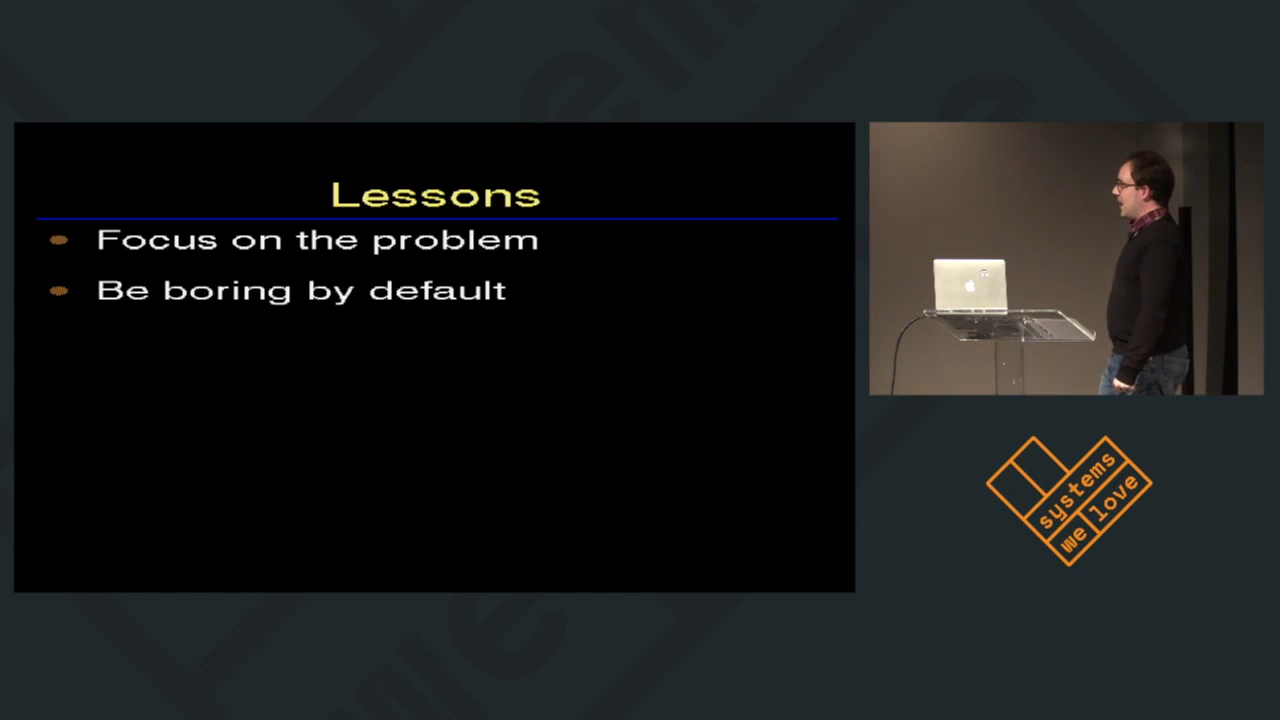 Lessons
Focus on the problem
Be boring by default
systems
we love